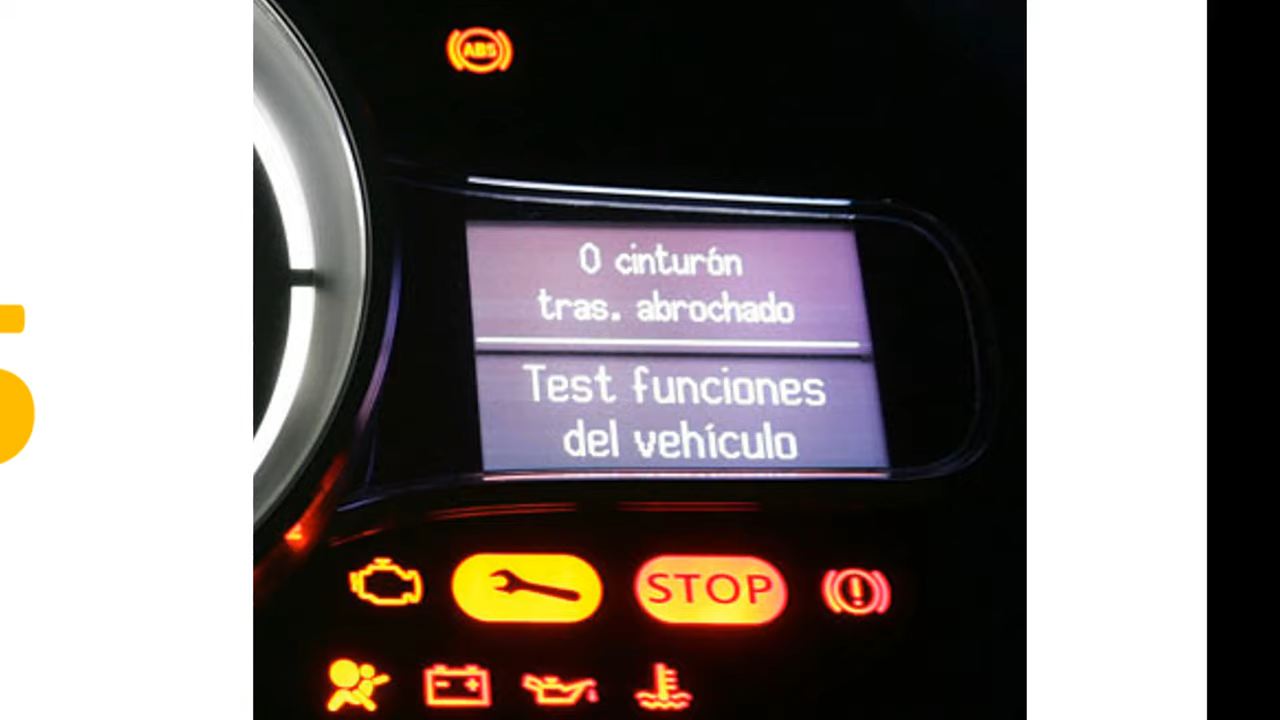 ABS
0 cinturón
tras. abrochado
Test funciones
del vehículo
STOP